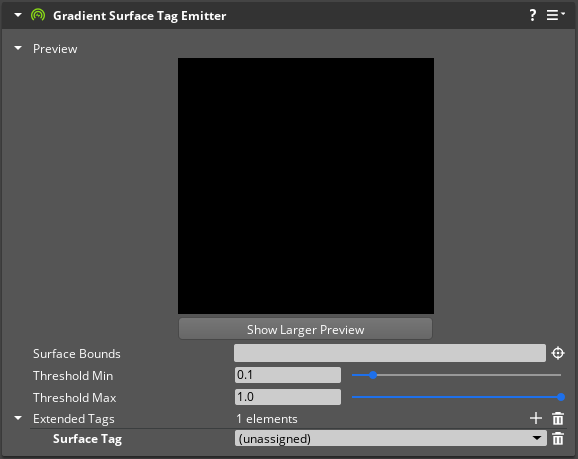 Gradient Surface Tag Emitter ?
Preview
Show Larger Preview
Surface Bounds
Threshold Min 0.1
Threshold Max 1.0
Extended Tags 1 elements
Surface Tag (unassigned)